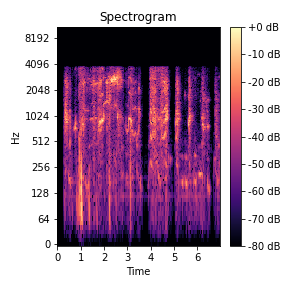 Spectrogram
+0 dB
8192
-10 dB
4096
-20 dB
2048
-30 dB
1024
Hz
-40 dB
512
256
-50 dB
128
-60 dB
64
-70 dB
0
-80 dB
0 1 2 3 4 5 6
Time